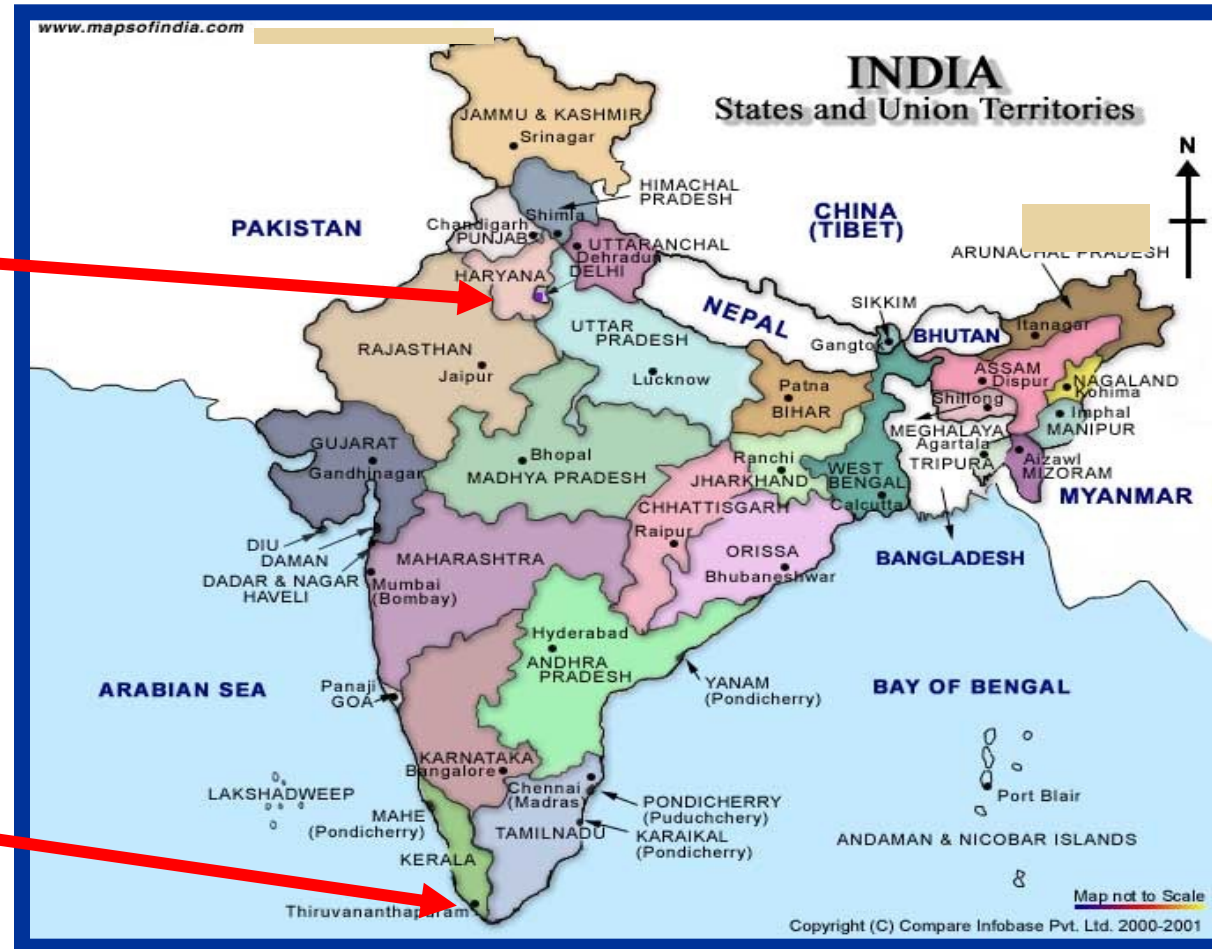 www.mapsofindia.com
INDIA
States and Union Territories
N
JAMMU & KASHMIR
Srinagar
HIMACHAL
PRADESH
PAKISTAN
CHINA
(TIBET)
Chandigarh
Shimla
PUNJAB
UTTARANCHAL
Dehradun
DELHI
HARYANA
ARUNACHAL PRADESH
NEPAL
SIKKIM
Gangtok
BHUTAN
Itanagar
UTTAR
PRADESH
Lucknow
RAJASTHAN
Jaipur
Patna
BIHAR
ASSAM
Dispur
NAGALAND
Kohima
Shillong
MEGHALAYA
Imphal
MANIPUR
Agartala
TRIPURA
Aizawl
MIZORAM
MYANMAR
GUJARAT
Gandhinagar
Bhopal
MADHYA PRADESH
Ranchi
JHARKHAND
WEST
BENGAL
Calcutta
CHHATTISGARH
Raipur
ORISSA
Bhubaneshwar
BANGLADESH
DIU
DAMAN
DADAR & NAGAR
HAVELI
MAHARASHTRA
Mumbai
(Bombay)
Hyderabad
ANDHRA
PRADESH
YANAM
(Pondicherry)
ARABIAN SEA
BAY OF BENGAL
Panaji
GOA
KARNATAKA
Bangalore
LAKSHADWEEP
MAHE
(Pondicherry)
Chennai
(Madras)
PONDICHERRY
(Puduchchery)
TAMILNADU
KARAIKAL
(Pondicherry)
KERALA
Thiruvananthapuram
Port Blair
ANDAMAN & NICOBAR ISLANDS
Map not to Scale
Copyright (C) Compare Infobase Pvt. Ltd. 2000-2001